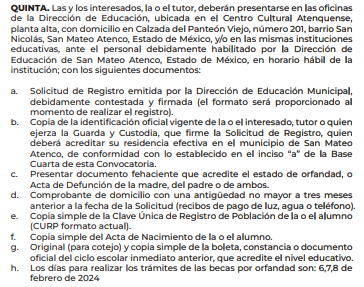 QUINTA. Las y los interesados, la o el tutor, deberán presentarse en las oficinas
de la Dirección de Educación, ubicada en el Centro Cultural Atenquense,
planta alta, con domicilio en Calzada del Panteón Viejo, número 201, barrio San
Nicolás, San Mateo Atenco, Estado de México, y/o en las mismas instituciones
educativas, ante el personal debidamente habilitado por la Dirección de
Educación de San Mateo Atenco, Estado de México, en horario hábil de la
institución; con los siguientes documentos:
a. Solicitud de Registro emitida por la Dirección de Educación Municipal,
debidamente contestada y firmada (el formato será proporcionado al
momento de realizar el registro).
b. Copia de la identificación oficial vigente de la o el interesado, tutor o quien
ejerza la Guarda y Custodia, que firme la Solicitud de Registro, quien
deberá acreditar su residencia efectiva en el municipio de San Mateo
Atenco, de conformidad con lo establecido en el inciso "a" de la Base
Cuarta de esta Convocatoria.
c. Presentar documento fehaciente que acredite el estado de orfandad, o
Acta de Defunción de la madre, del padre o de ambos.
d. Comprobante de domicilio con una antigüedad no mayor a tres meses
anterior a la fecha de la Solicitud (recibos de pago de luz, agua o teléfono).
e. Copia simple de la Clave Única de Registro de Población de la o el alumno
(CURP formato actual).
f. Copia simple del Acta de Nacimiento de la o el alumno.
g. Original (para cotejo) y copia simple de la boleta, constancia o documento
oficial del ciclo escolar inmediato anterior, que acredite el nivel educativo.
h. Los días para realizar los trámites de las becas por orfandad son: 6,7,8 de
febrero de 2024